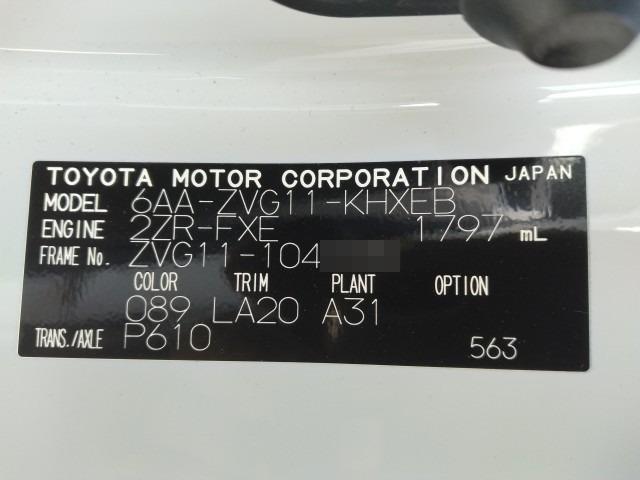 TOYOTA MOTOR CORPORATION JAPAN
MODEL 6AA-ZVG11-KHXEB
ENGINE 2ZR-FXE 1797 mL
FRAME No. ZVG11-104
COLOR TRIM PLANT OPTION
089 LA20 A31
TRANS./AXLE P610
563